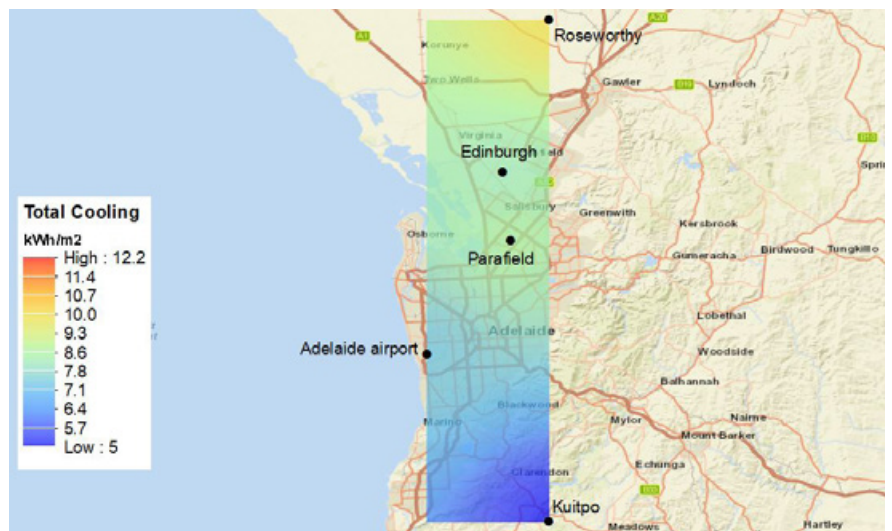 A1
A20
Korunye
Roseworthy
Two Wells
Gawler
B19
Lyndoch
Virginia
Edinburgh
Salisbury
Greenwith
Osborne
Kersbrook
Parafield
Gumeracha
Birdwood
Tungkillo
Total Cooling
kWh/m2
High : 12.2
11.4
10.7
10.0
9.3
8.6
7.8
7.1
6.4
5.7
Low : 5
Adelaide
Lobethal
Adelaide airport
Woodside
Balhannah
Blackwood
Marino
Mylor
Nairne
Mount Barker
Clarendon
Echunga
Kuitpo
Meadows
Hartley